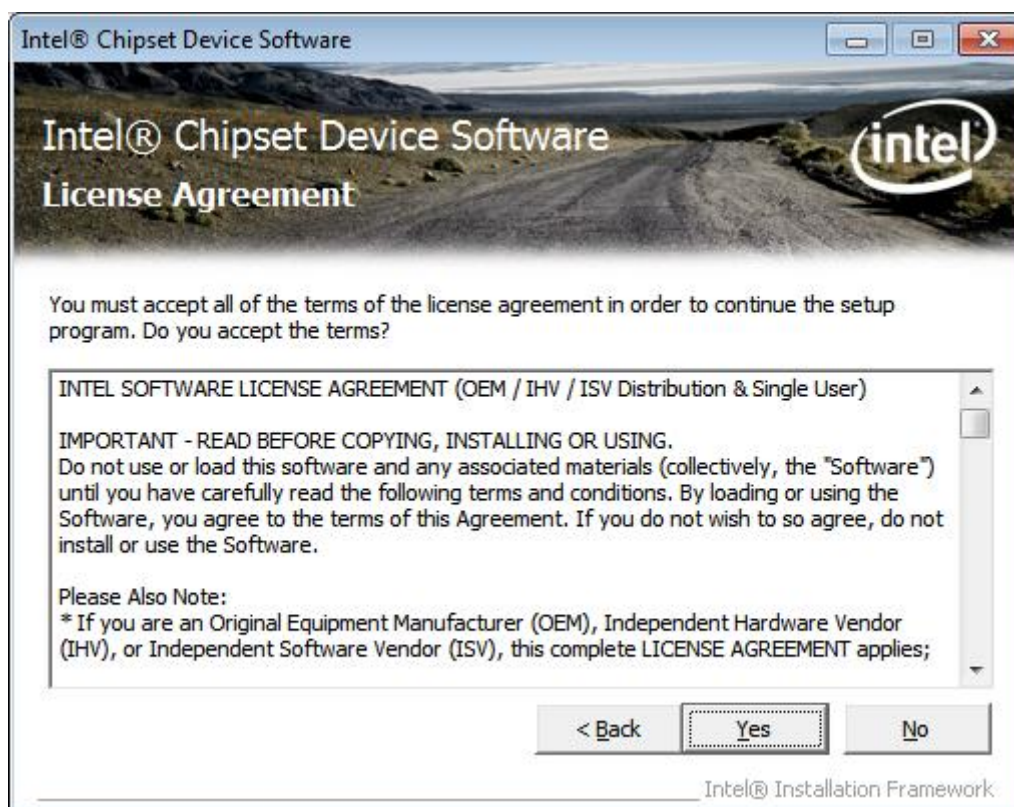 Intel® Chipset Device Software
Intel® Chipset Device Software
intel
License Agreement
You must accept all of the terms of the license agreement in order to continue the setup
program. Do you accept the terms?
INTEL SOFTWARE LICENSE AGREEMENT (OEM / IHV / ISV Distribution & Single User)
IMPORTANT - READ BEFORE COPYING, INSTALLING OR USING.
Do not use or load this software and any associated materials (collectively, the "Software")
until you have carefully read the following terms and conditions. By loading or using the
Software, you agree to the terms of this Agreement. If you do not wish to so agree, do not
install or use the Software.
Please Also Note:
* If you are an Original Equipment Manufacturer (OEM), Independent Hardware Vendor
(IHV), or Independent Software Vendor (ISV), this complete LICENSE AGREEMENT applies;
< Back
Yes
No
Intel® Installation Framework